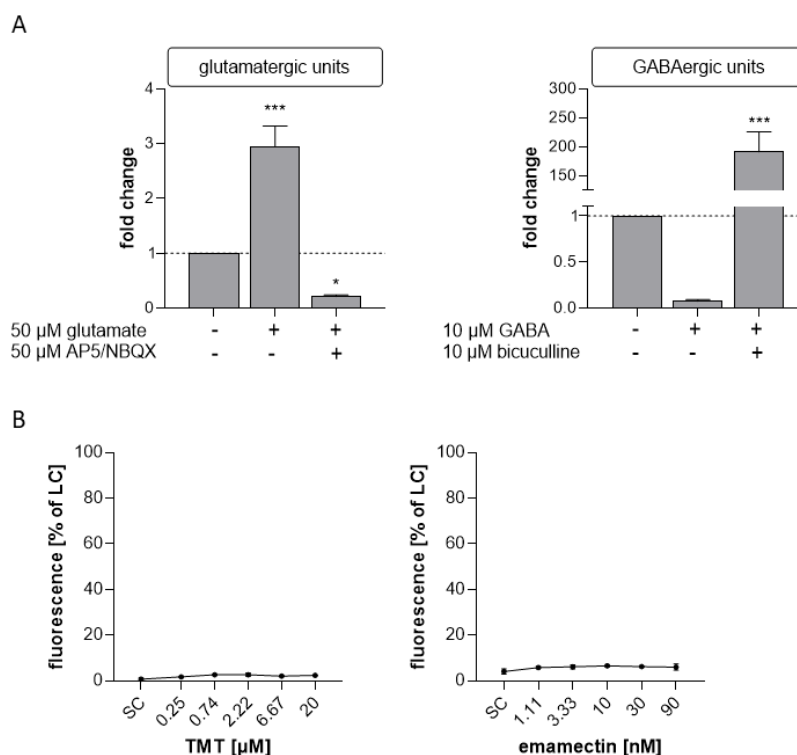 A
glutamatergic units
fold change
4
3
2
1
0
***
*
50 µM glutamate - + +
50 µM AP5/NBQX - - +
GABAergic units
fold change
300
250
200
150
1
0.5
0.0
***
10 µM GABA - + +
10 µM bicuculline - - +
B
fluorescence [% of LC]
100
80
60
40
20
0
SC 0.25 0.74 2.22 6.67 20
TMT [µM]
fluorescence [% of LC]
100
80
60
40
20
0
SC 1.11 3.33 10 30 90
emamectin [nM]